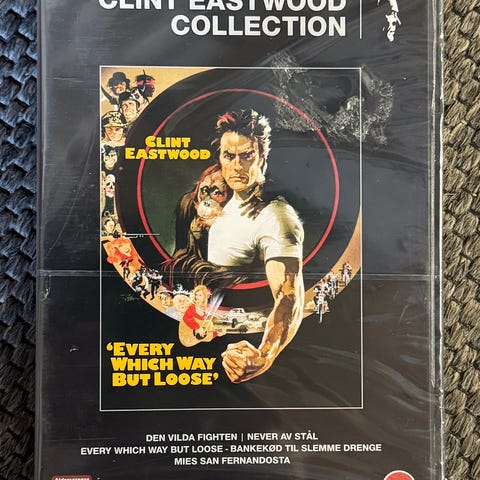 CLINT EASTWOOD
COLLECTION
CLINT
EASTWOOD
'EVERY
WHICH WAY
BUT LOOSE'
DEN VILDA FIGHTEN | NEVER AV STÅL
EVERY WHICH WAY BUT LOOSE - BANKEKØD TIL SLEMME DRENGE
MIES SAN FERNANDOSTA